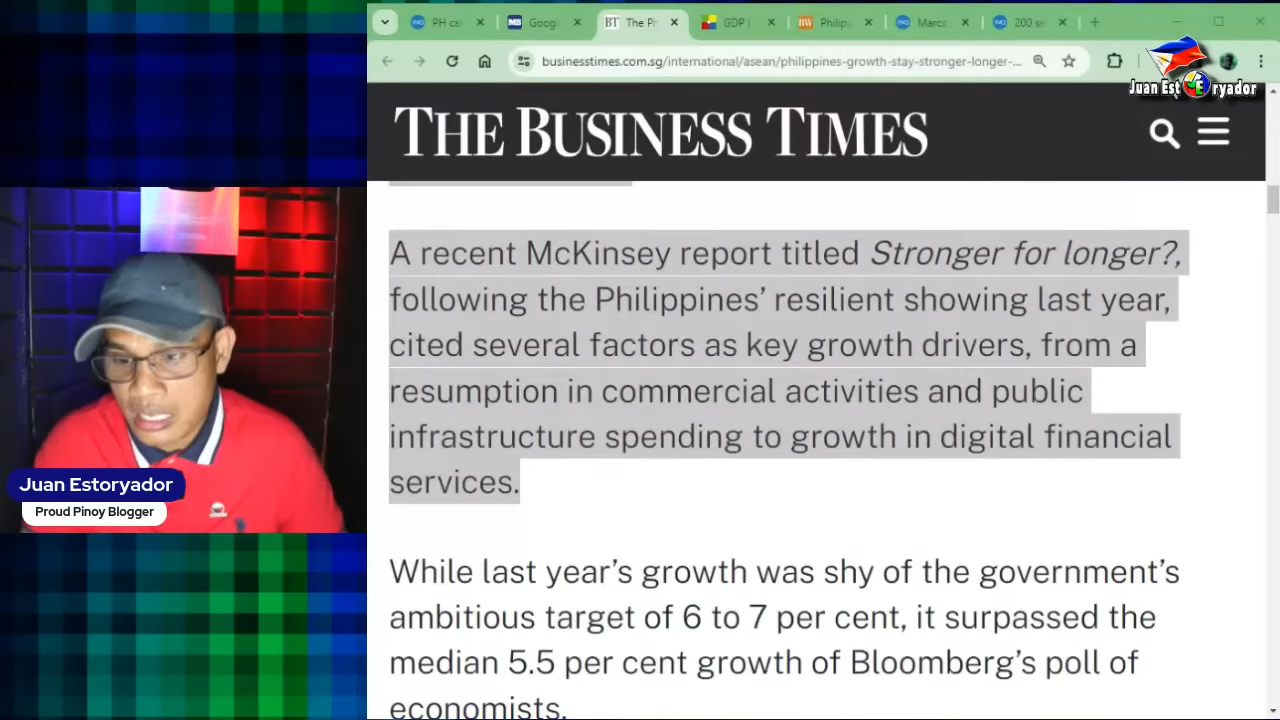 PH ca
Goog
The Pr
GDP |
Philip
Marco
200 se
businesstimes.com.sg/international/asean/philippines-growth-stay-stronger-longer-...
Juan Est ryador
THE BUSINESS TIMES
A recent McKinsey report titled Stronger for longer?,
following the Philippines’ resilient showing last year,
cited several factors as key growth drivers, from a
resumption in commercial activities and public
infrastructure spending to growth in digital financial
services.
While last year’s growth was shy of the government’s
ambitious target of 6 to 7 per cent, it surpassed the
median 5.5 per cent growth of Bloomberg’s poll of
economists.
Juan Estoryador
Proud Pinoy Blogger